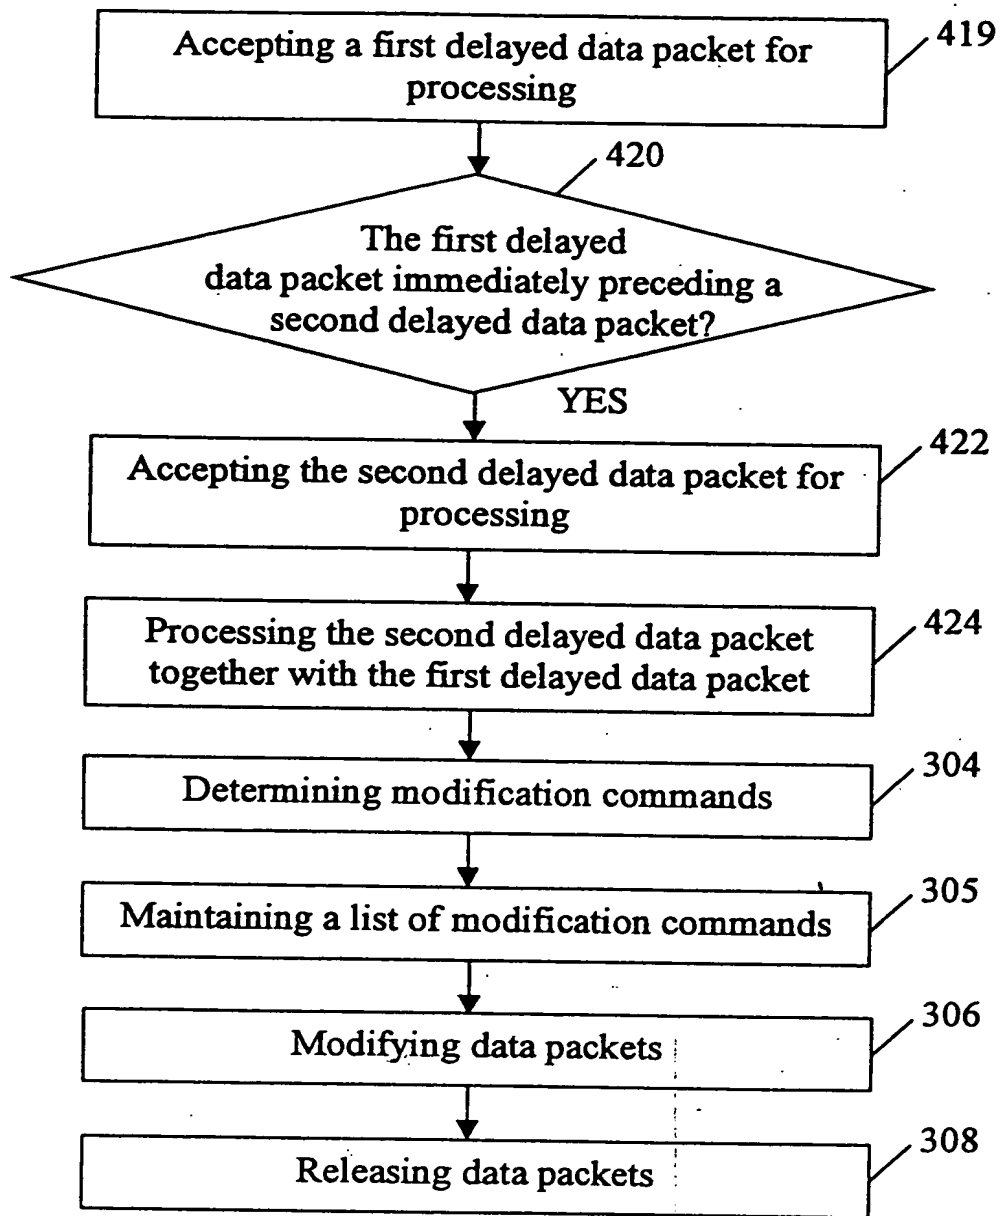 Accepting a first delayed data packet for
processing
419
420
The first delayed
data packet immediately preceding a
second delayed data packet?
YES
Accepting the second delayed data packet for
processing
422
Processing the second delayed data packet
together with the first delayed data packet
424
Determining modification commands
304
Maintaining a list of modification commands
305
Modifying data packets
306
Releasing data packets
308